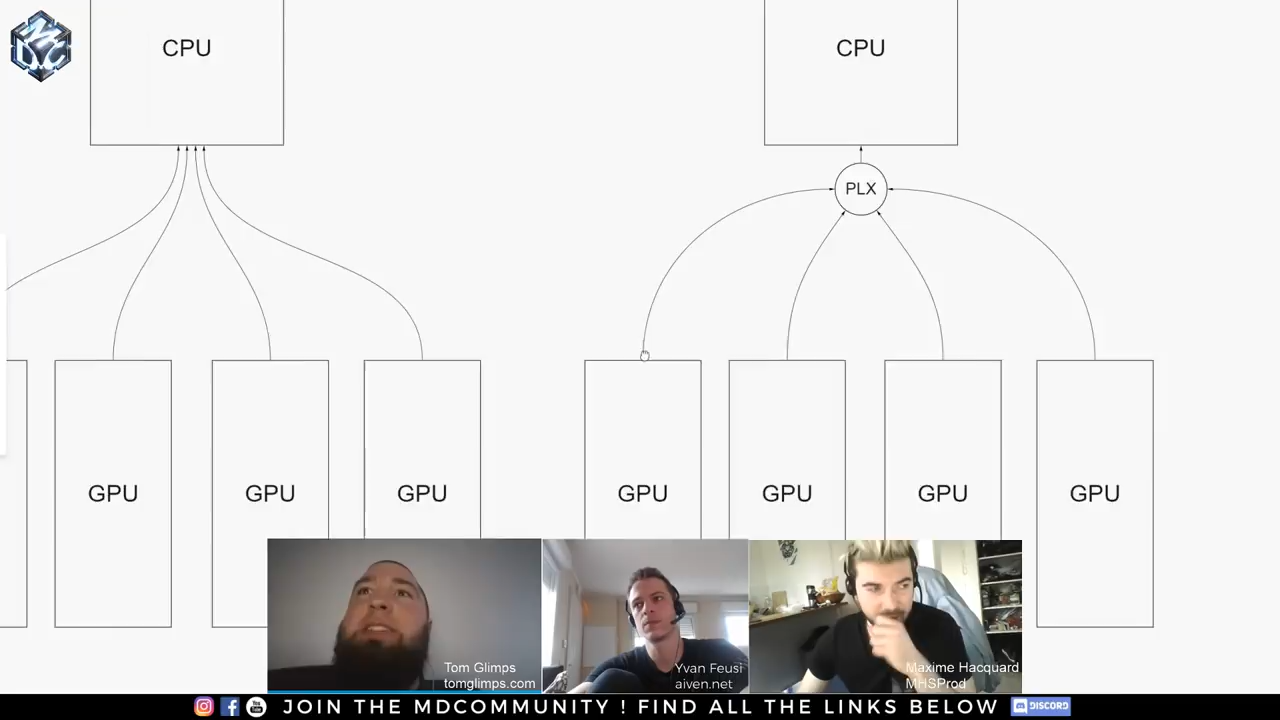 CPU
CPU
PLX
GPU
GPU
GPU
GPU
GPU
GPU
GPU
Tom Glimps
tomglimps.com
Yvan Feusi
aiven.net
Maxime Hacquard
MHSProd
JOIN THE MDCOMMUNITY ! FIND ALL THE LINKS BELOW
DISCORD